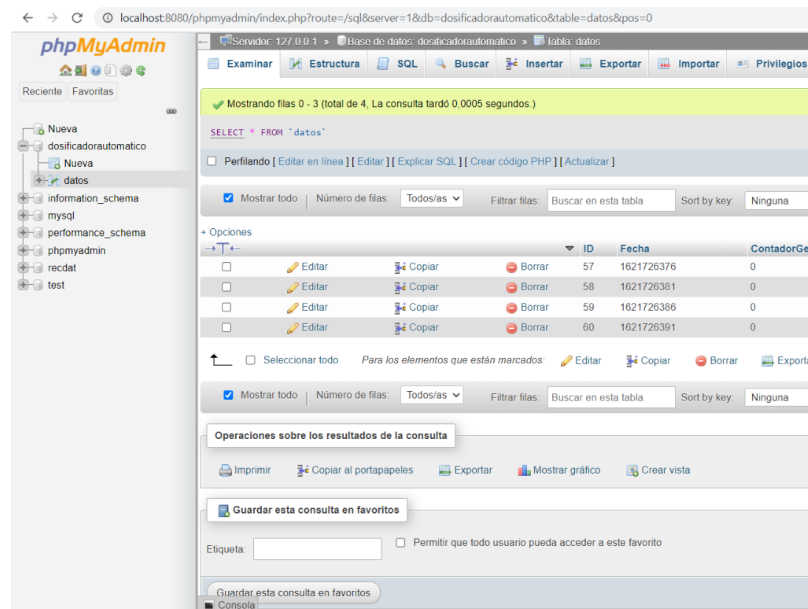 localhost:8080/phpmyadmin/index.php?route=/sql&server=1&db=dosificadorautomatico&table=datos&pos=0
phpMyAdmin
Reciente Favoritas
Nueva
dosificadorautomatico
Nueva
datos
information_schema
mysql
performance_schema
phpmyadmin
recdat
test
Servidor: 127.0.0.1 » Base de datos: dosificadorautomatico » Tabla: datos
Examinar Estructura SQL Buscar Insertar Exportar Importar Privilegios
Mostrando filas 0 - 3 (total de 4, La consulta tardó 0,0005 segundos.)
SELECT * FROM `datos`
Perfilando [ Editar en línea ] [ Editar ] [ Explicar SQL ] [ Crear código PHP ] [ Actualizar ]
Mostrar todo | Número de filas: Todos/as Filtrar filas: Buscar en esta tabla Sort by key: Ninguna
+ Opciones
ID Fecha ContadorGe
Editar Copiar Borrar 57 1621726376 0
Editar Copiar Borrar 58 1621726381 0
Editar Copiar Borrar 59 1621726386 0
Editar Copiar Borrar 60 1621726391 0
Seleccionar todo Para los elementos que están marcados: Editar Copiar Borrar Exporta
Mostrar todo | Número de filas: Todos/as Filtrar filas: Buscar en esta tabla Sort by key: Ninguna
Operaciones sobre los resultados de la consulta
Imprimir Copiar al portapapeles Exportar Mostrar gráfico Crear vista
Guardar esta consulta en favoritos
Etiqueta: Permitir que todo usuario pueda acceder a este favorito
Guardar esta consulta en favoritos
Consola